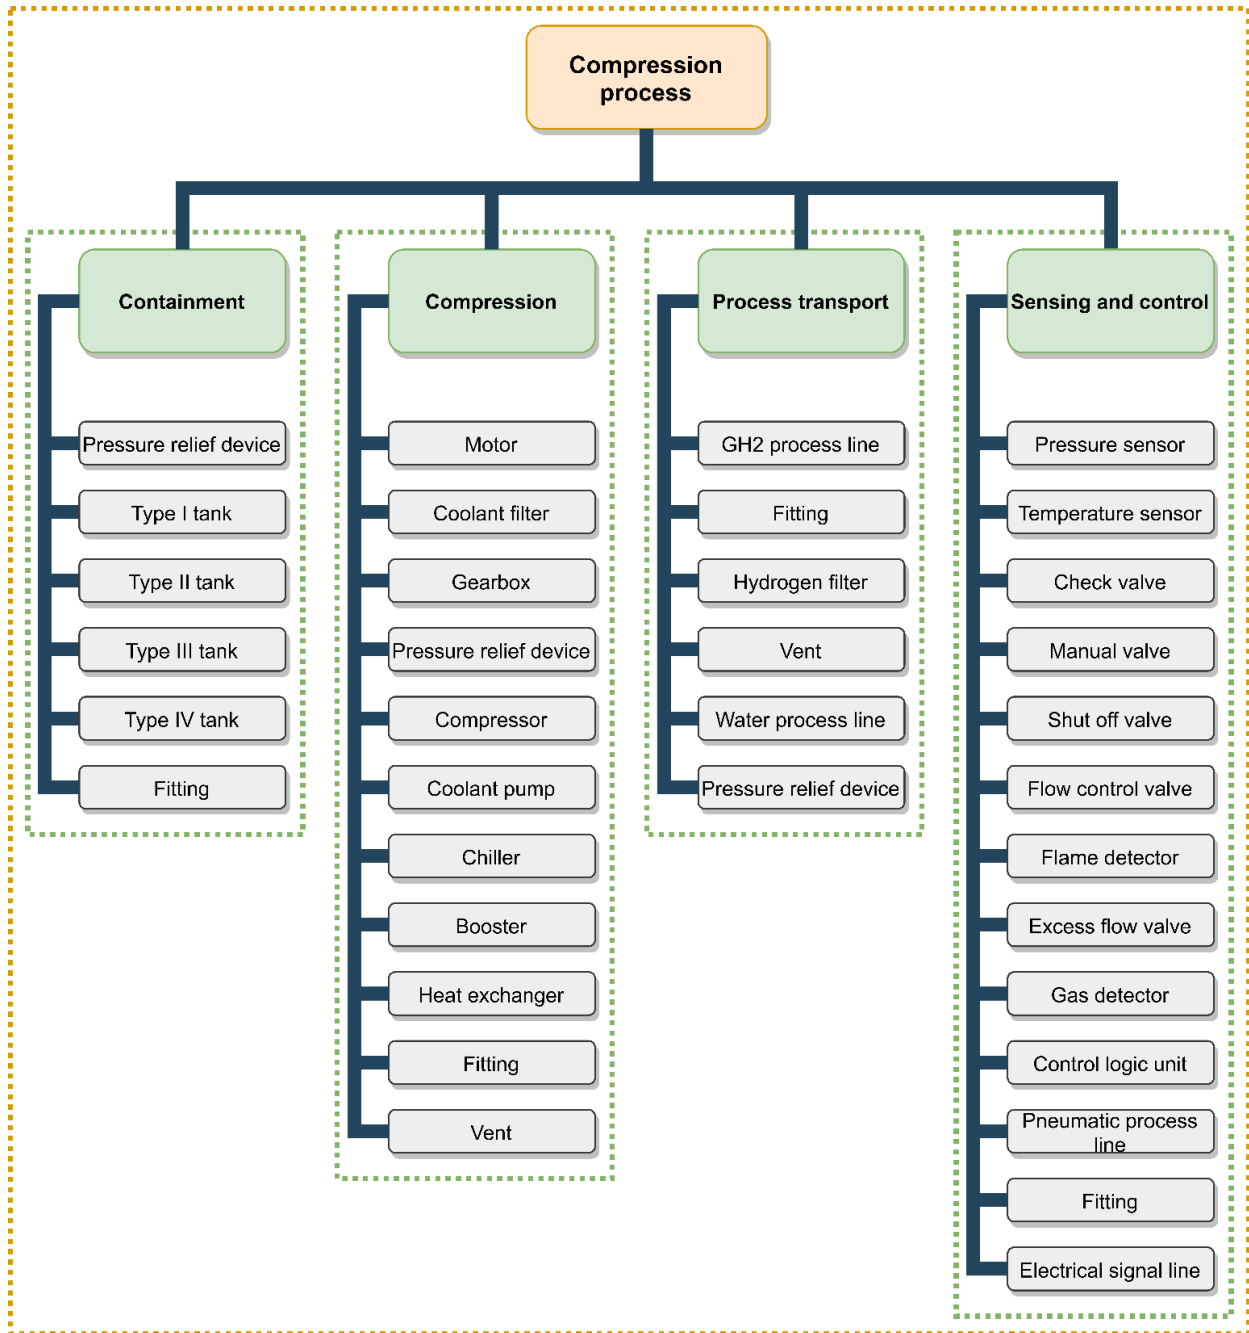 Compression
process
Containment
Pressure relief device
Type I tank
Type II tank
Type III tank
Type IV tank
Fitting
Compression
Motor
Coolant filter
Gearbox
Pressure relief device
Compressor
Coolant pump
Chiller
Booster
Heat exchanger
Fitting
Vent
Process transport
GH2 process line
Fitting
Hydrogen filter
Vent
Water process line
Pressure relief device
Sensing and control
Pressure sensor
Temperature sensor
Check valve
Manual valve
Shut off valve
Flow control valve
Flame detector
Excess flow valve
Gas detector
Control logic unit
Pneumatic process
line
Fitting
Electrical signal line